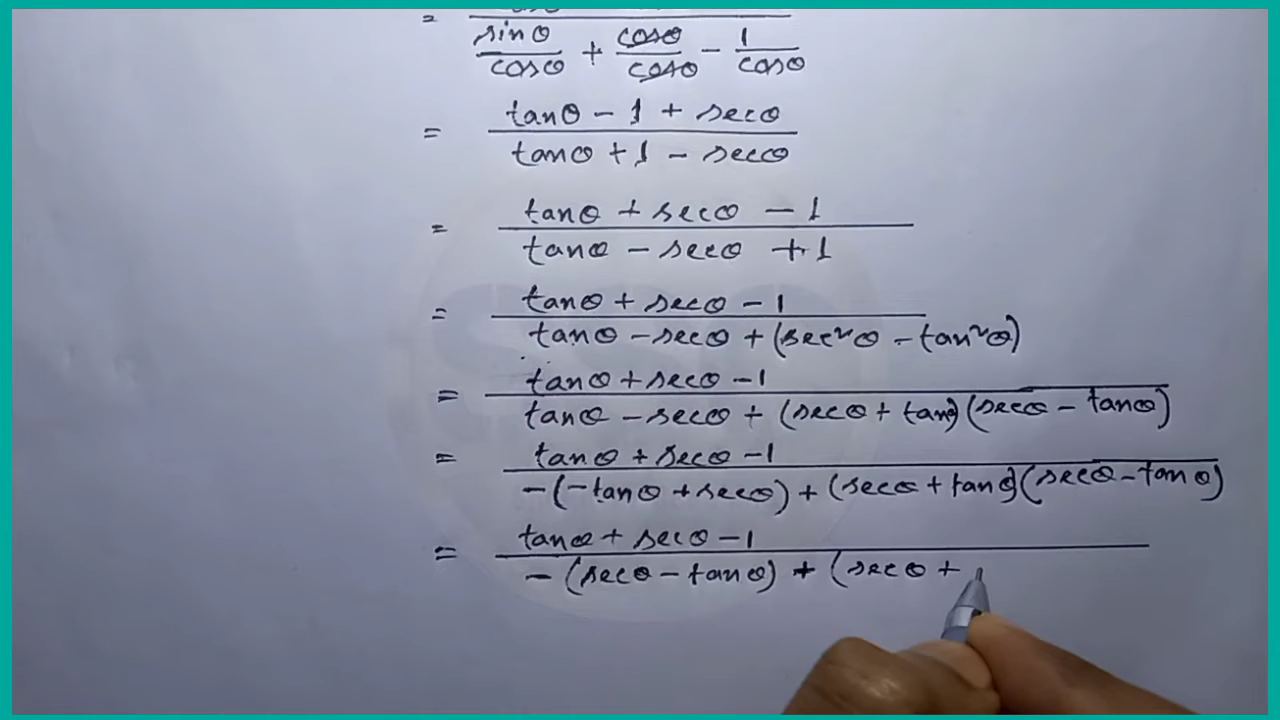 =
sinθ/cosθ + cosθ/cosθ - 1/cosθ
= tanθ - 1 + secθ
tanθ + 1 - secθ
= tanθ + secθ - 1
tanθ - secθ + 1
= tanθ + secθ - 1
tanθ - secθ + (sec²θ - tan²θ)
= tanθ + secθ - 1
tanθ - secθ + (secθ + tanθ)(secθ - tanθ)
= tanθ + secθ - 1
-(-tanθ + secθ) + (secθ + tanθ)(secθ - tanθ)
= tanθ + secθ - 1
-(secθ - tanθ) + (secθ +